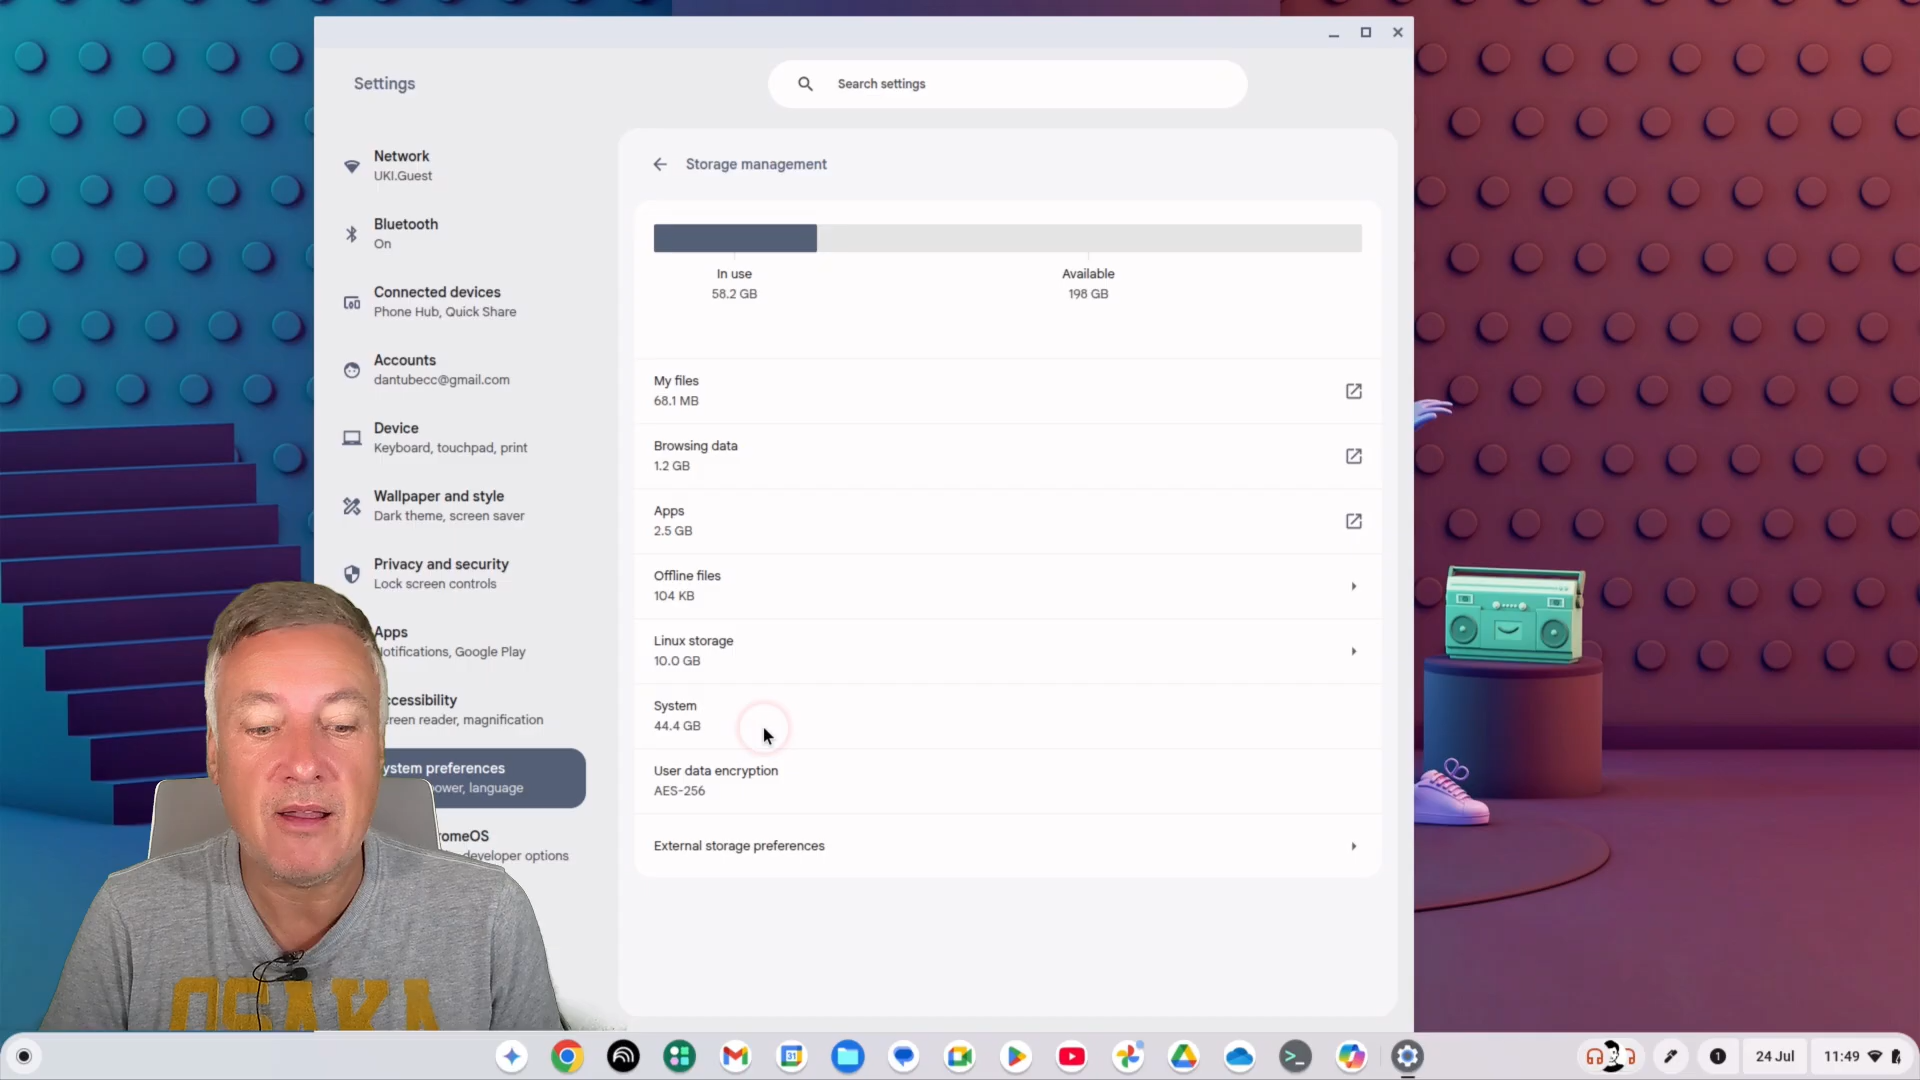 Settings
Search settings
Network
UKI.Guest
Bluetooth
On
Connected devices
Phone Hub, Quick Share
Accounts
dantubecc@gmail.com
Device
Keyboard, touchpad, print
Wallpaper and style
Dark theme, screen saver
Privacy and security
Lock screen controls
Apps
otifications, Google Play
ccessibility
creen reader, magnification
ystem preferences
ower, language
romeOS
developer options
Storage management
In use
58.2 GB
Available
198 GB
My files
68.1 MB
Browsing data
1.2 GB
Apps
2.5 GB
Offline files
104 KB
Linux storage
10.0 GB
System
44.4 GB
User data encryption
AES-256
External storage preferences
OSAKA
31
1
24 Jul
11:49